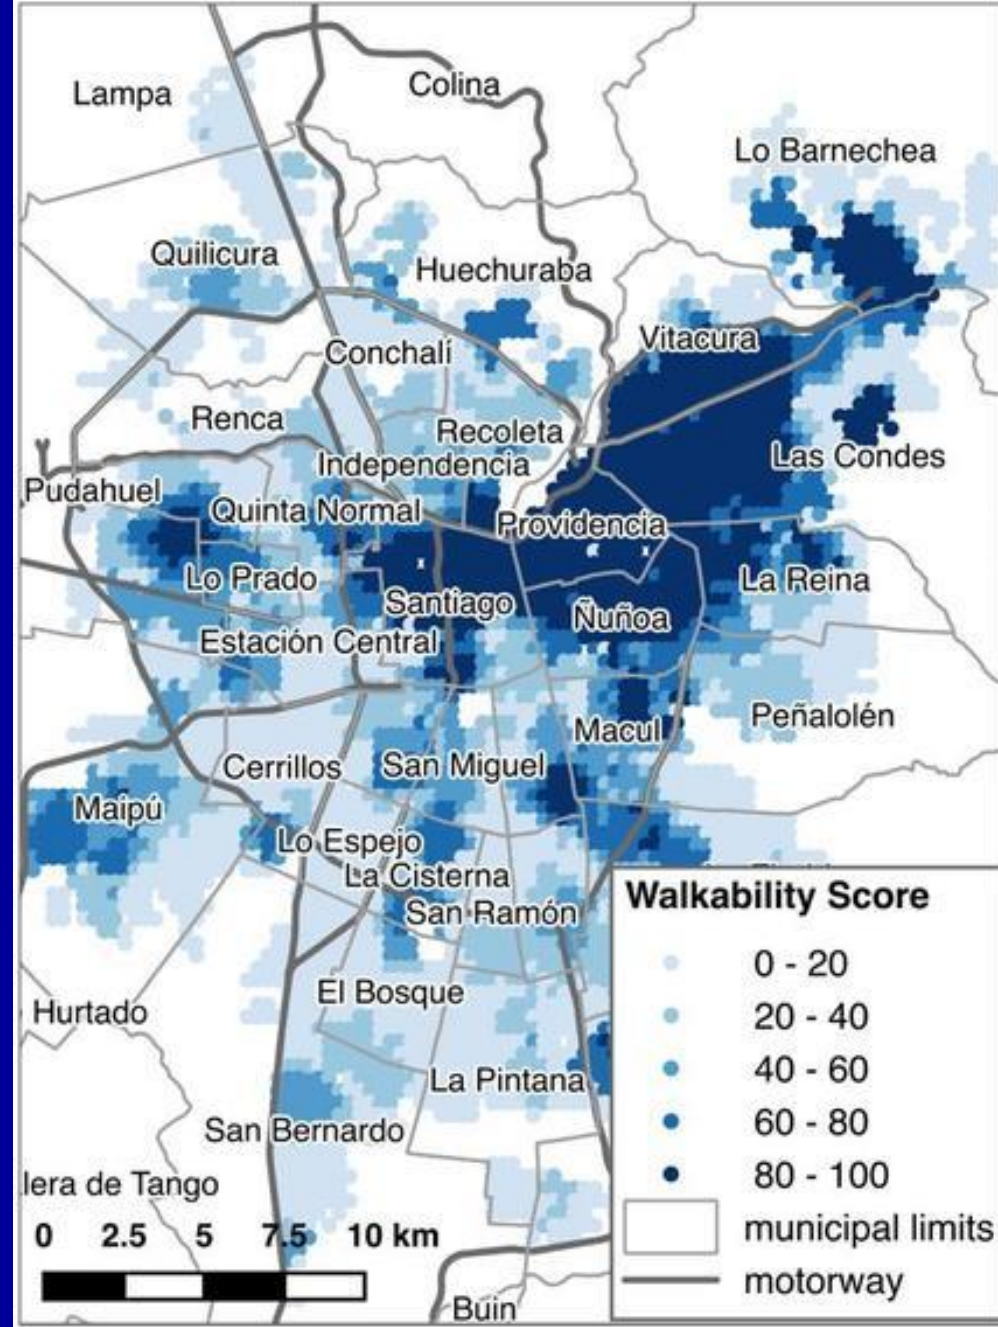 Lampa
Colina
Lo Barnechea
Quilicura
Huechuraba
Vitacura
Conchalí
Renca
Recoleta
Las Condes
Independencia
Pudahuel
Quinta Normal
Providencia
Lo Prado
La Reina
Santiago
Ñuñoa
Estación Central
Peñalolén
Macul
Cerrillos
San Miguel
Maipú
Lo Espejo
La Cisterna
San Ramón
El Bosque
Hurtado
La Pintana
San Bernardo
lera de Tango
Buin
0 2.5 5 7.5 10 km
Walkability Score
0 - 20
20 - 40
40 - 60
60 - 80
80 - 100
municipal limits
motorway